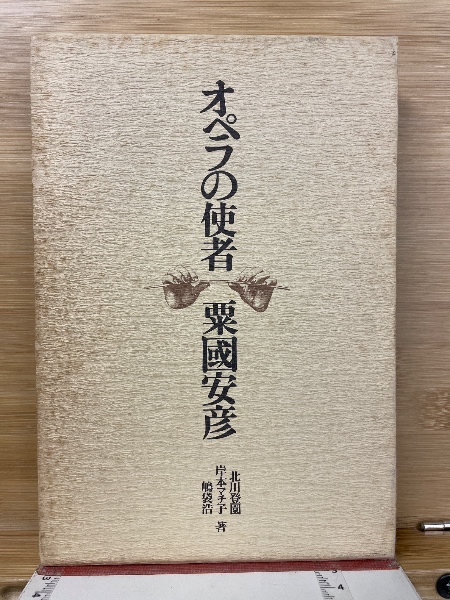 オペラの使者
粟國安彦
北川登園
岸本マチ子
嶋袋浩
著